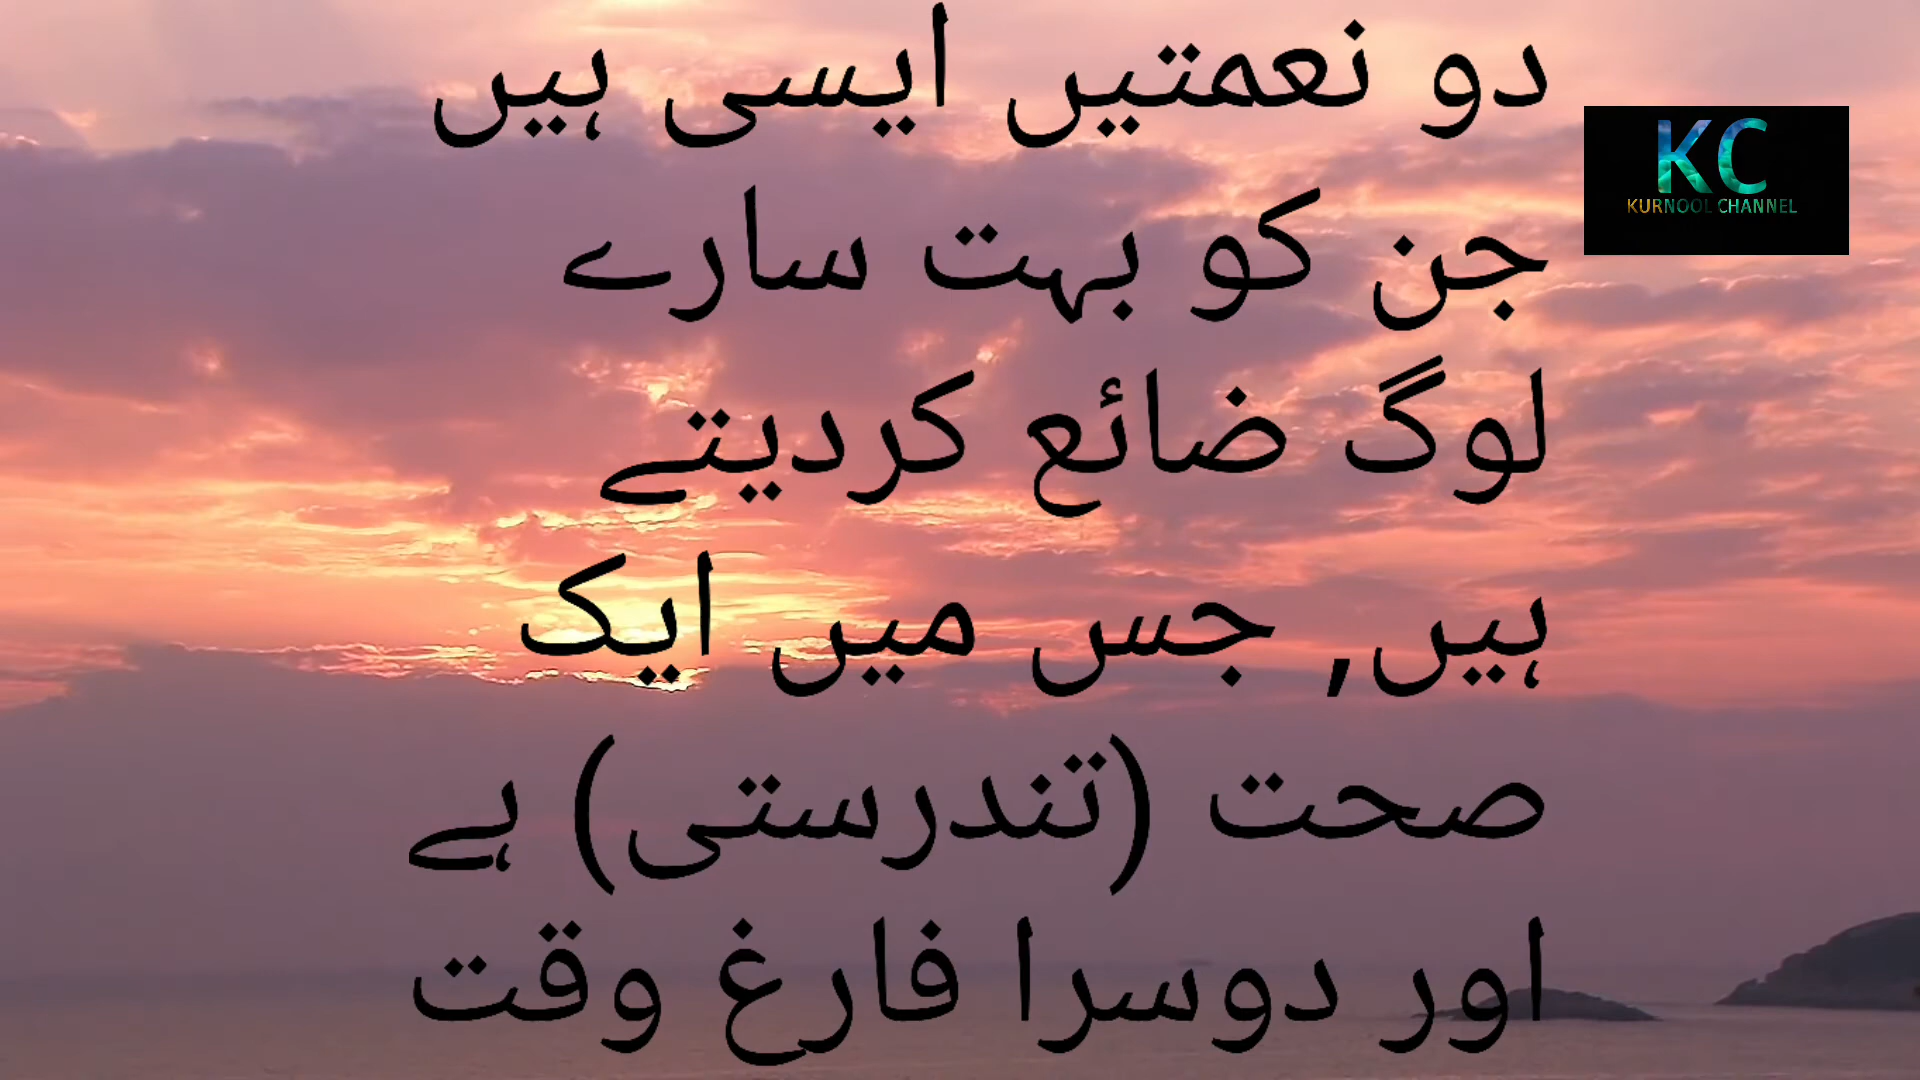 دو نعمتیں ایسی ہیں
جن کو بہت سارے
لوگ ضائع کردیتے
ہیں, جس میں ایک
صحت (تندرستی) ہے
اور دوسرا فارغ وقت
KC
KURNOOL CHANNEL